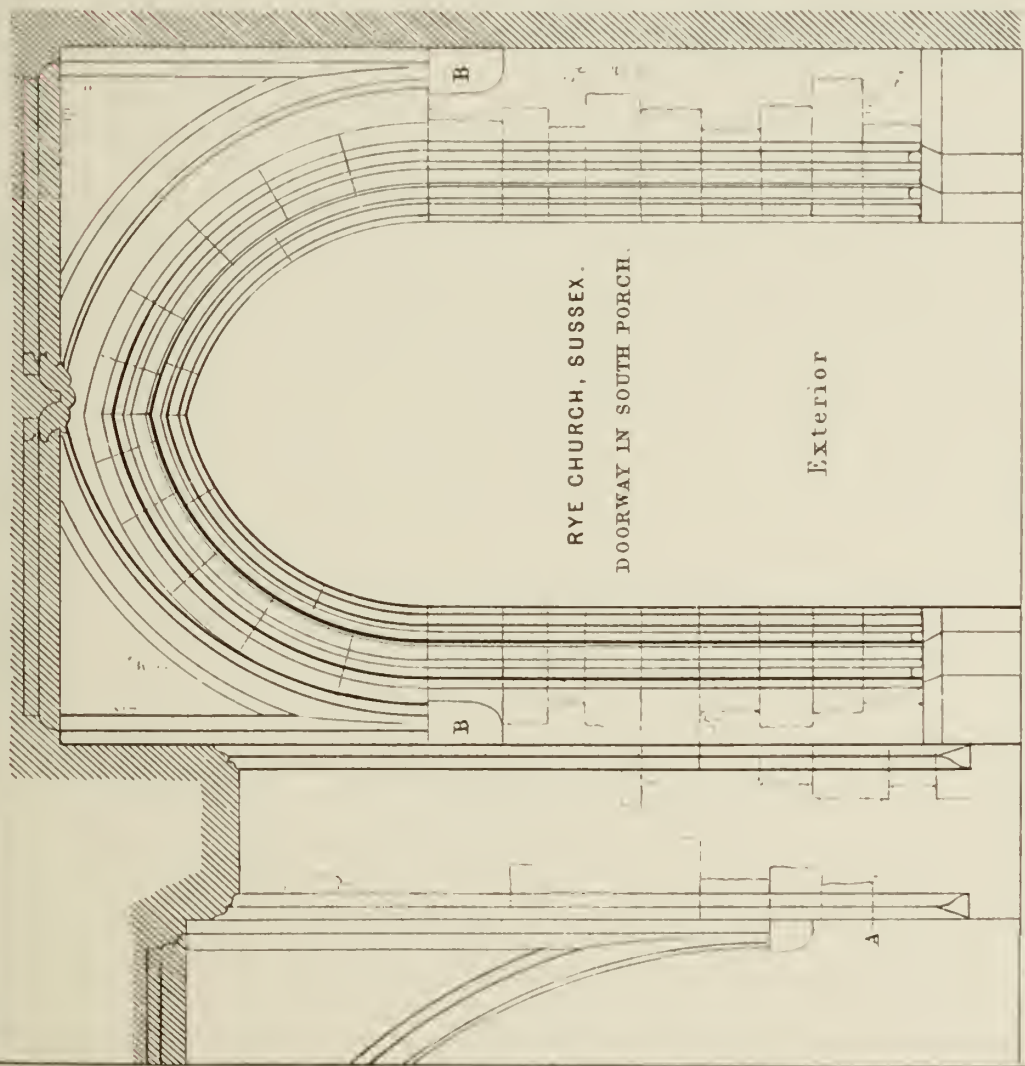 RYE CHURCH, SUSSEX.
DOORWAY IN SOUTH PORCH.
Exterior
B
B
A